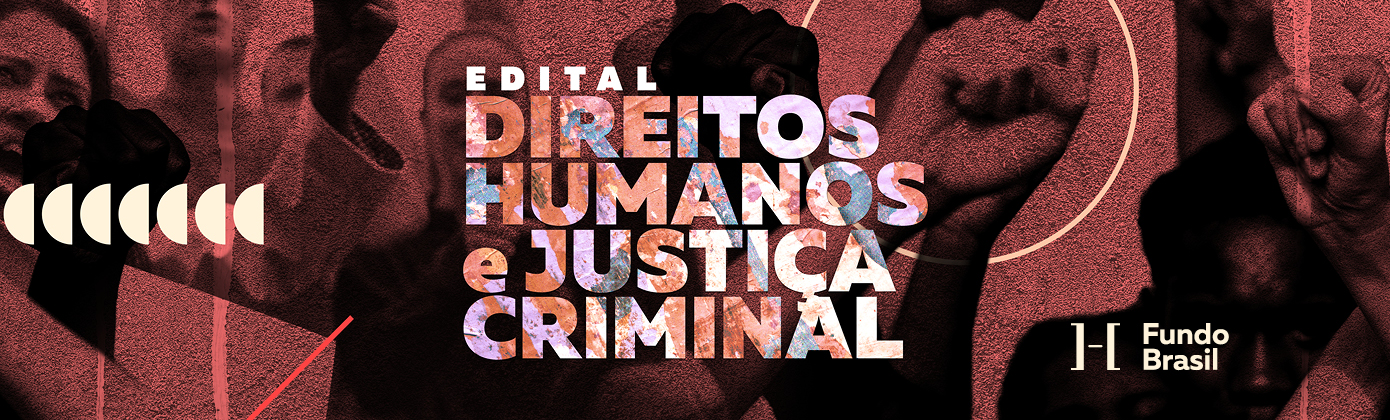 EDITAL
DIREITOS
HUMANOS
e JUSTIÇA
CRIMINAL
Fundo
Brasil